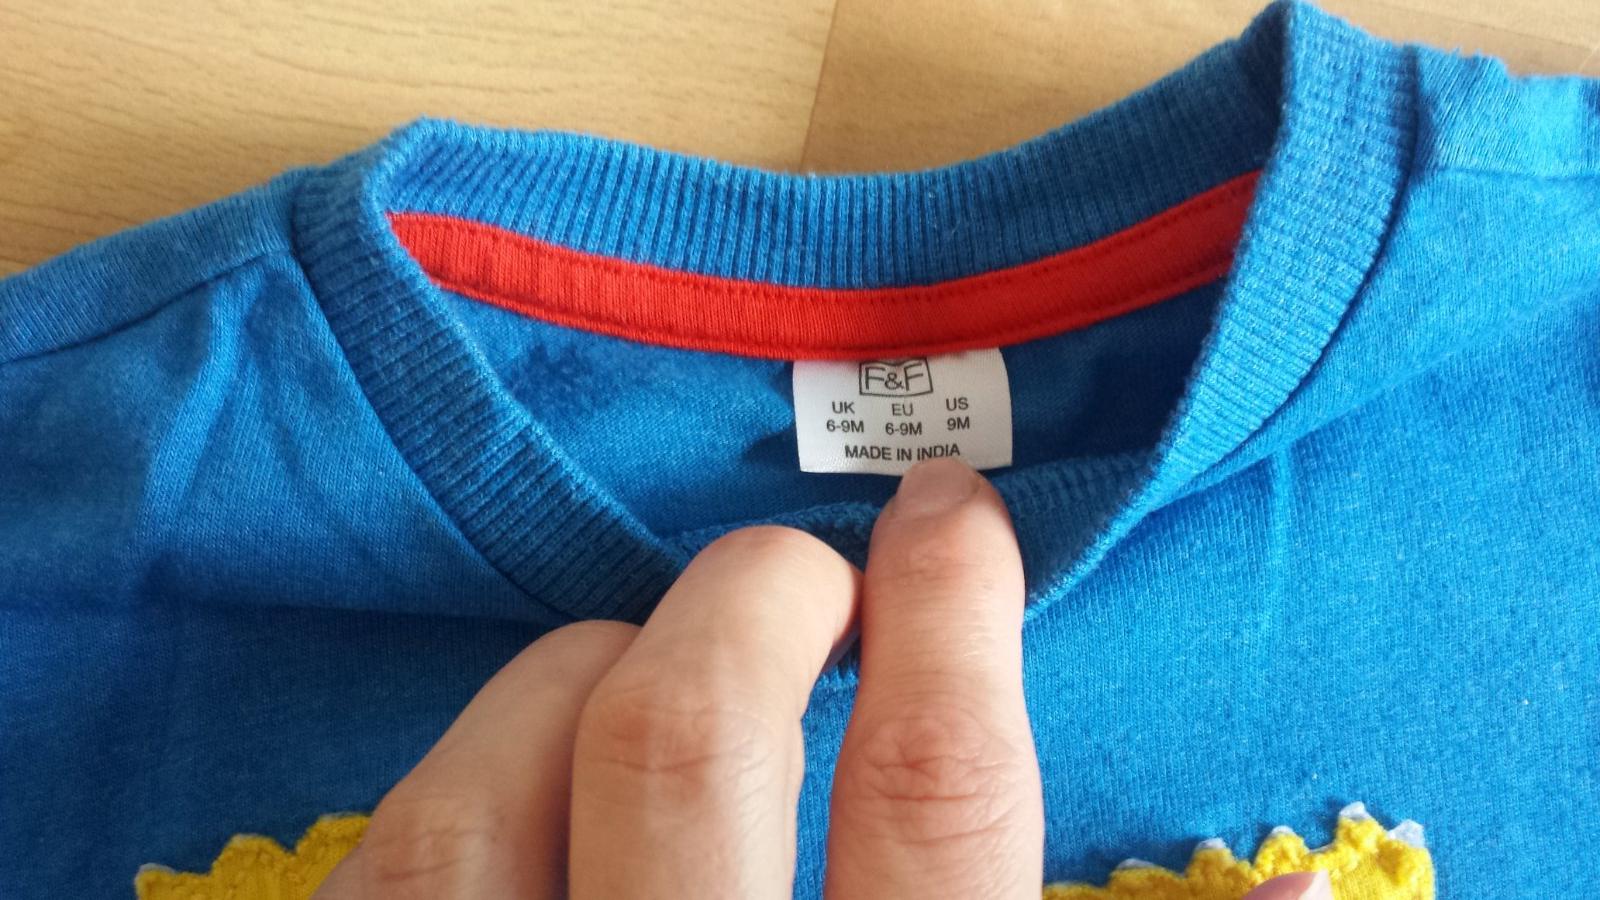 F&F
UK EU US
6-9M 6-9M 9M
MADE IN INDIA